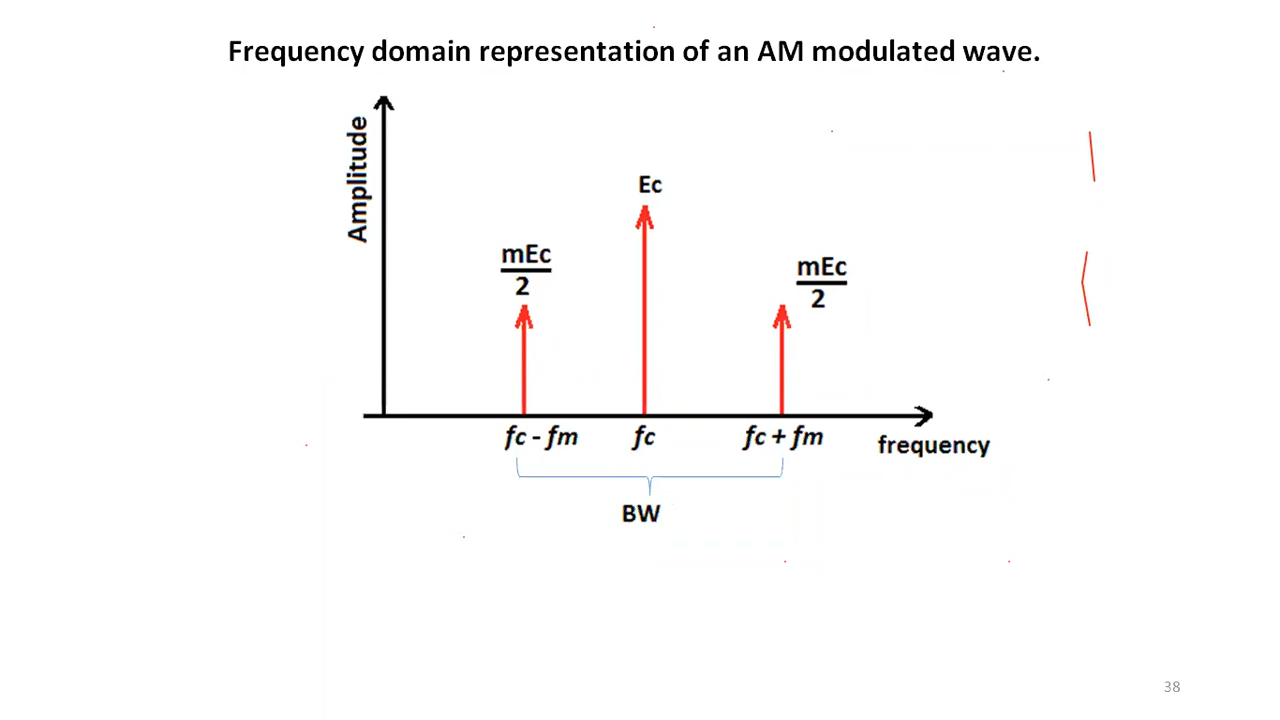 Frequency domain representation of an AM modulated wave.
Amplitude
Ec
mEc
2
mEc
2
fc - fm
fc
fc + fm
frequency
BW
38